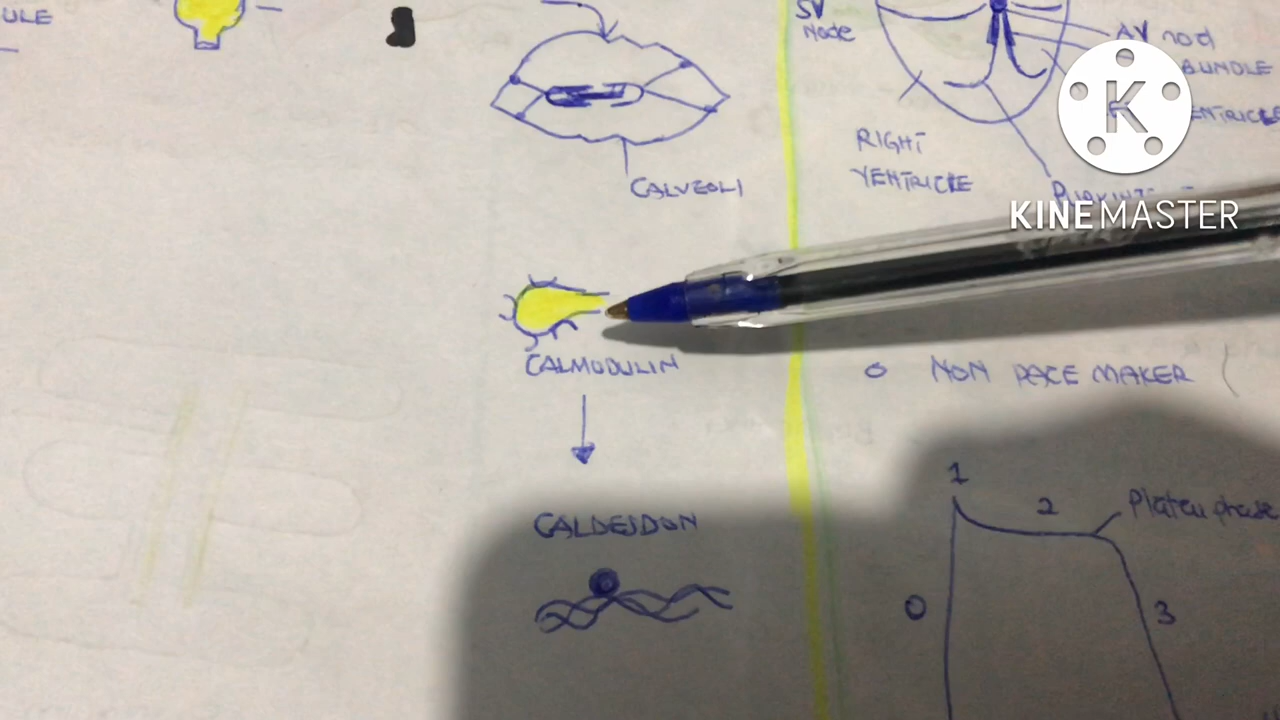 ULE
SV
Node
AV nod
BUNDLE
ENTRICLE
CALVEOLI
RIGHT
VENTRICLE
K
KINEMASTER
CALMODULIN
O NON PACE MAKER (
CALDESDON
1
2
Plateu phase
0
3